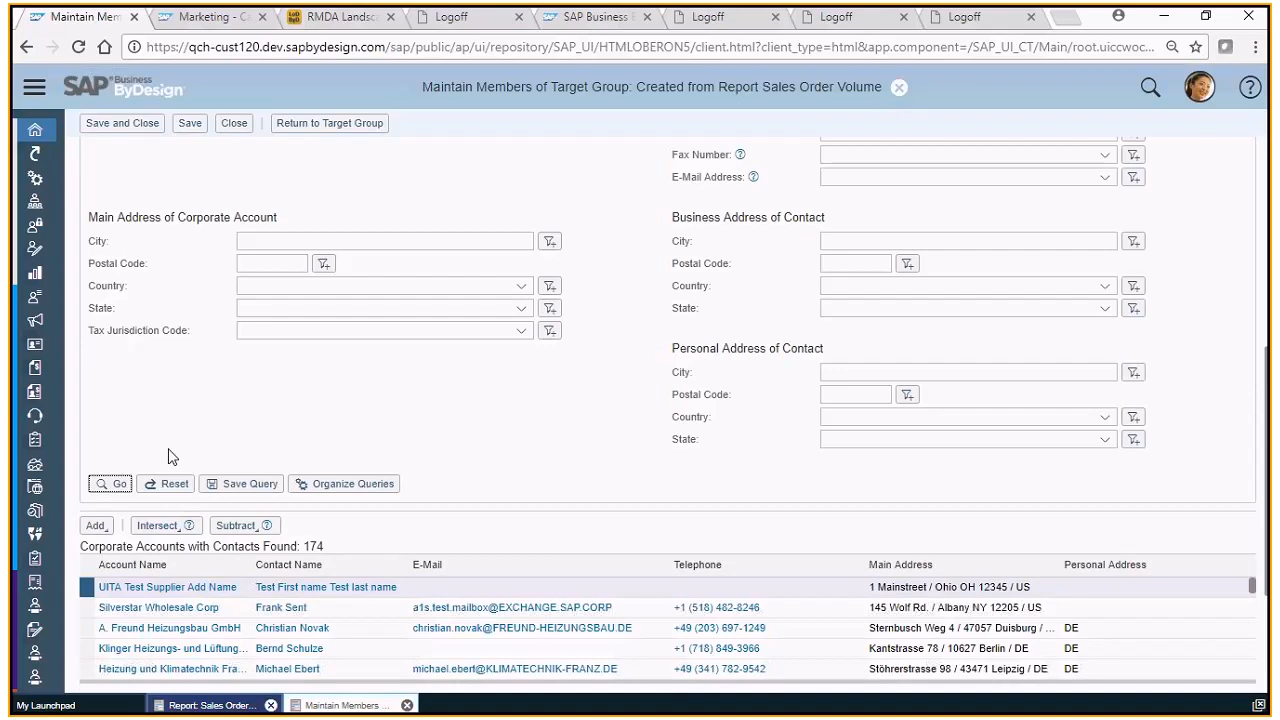 Maintain Mem
Marketing - C
RMDA Landsc
Logoff
SAP Business
Logoff
Logoff
Logoff
https://qch-cust120.dev.sapbydesign.com/sap/public/ap/ui/repository/SAP_UI/HTMLOBERON5/client.html?client_type=html&app.component=/SAP_UI_CT/Main/root.uiccwoc...
SAP Business ByDesign
Maintain Members of Target Group: Created from Report Sales Order Volume
Save and Close Save Close Return to Target Group
Fax Number:
E-Mail Address:
Main Address of Corporate Account
City:
Postal Code:
Country:
State:
Tax Jurisdiction Code:
Business Address of Contact
City:
Postal Code:
Country:
State:
Personal Address of Contact
City:
Postal Code:
Country:
State:
Go Reset Save Query Organize Queries
Add Intersect Subtract
Corporate Accounts with Contacts Found: 174
Account Name Contact Name E-Mail Telephone Main Address Personal Address
UITA Test Supplier Add Name Test First name Test last name 1 Mainstreet / Ohio OH 12345 / US
Silverstar Wholesale Corp Frank Sent a1s.test.mailbox@EXCHANGE.SAP.CORP +1 (518) 482-8246 145 Wolf Rd. / Albany NY 12205 / US
A. Freund Heizungsbau GmbH Christian Novak christian.novak@FREUND-HEIZUNGSBAU.DE +49 (203) 697-1249 Sternbusch Weg 4 / 47057 Duisburg / ... DE
Klinger Heizungs- und Lüftung... Bernd Schulze +1 (718) 849-3966 Kantstrasse 78 / 10627 Berlin / DE DE
Heizung und Klimatechnik Fra... Michael Ebert michael.ebert@KLIMATECHNIK-FRANZ.DE +49 (341) 782-9542 Störhrerstrasse 98 / 43471 Leipzig / DE DE
My Launchpad Report: Sales Order... Maintain Members ...